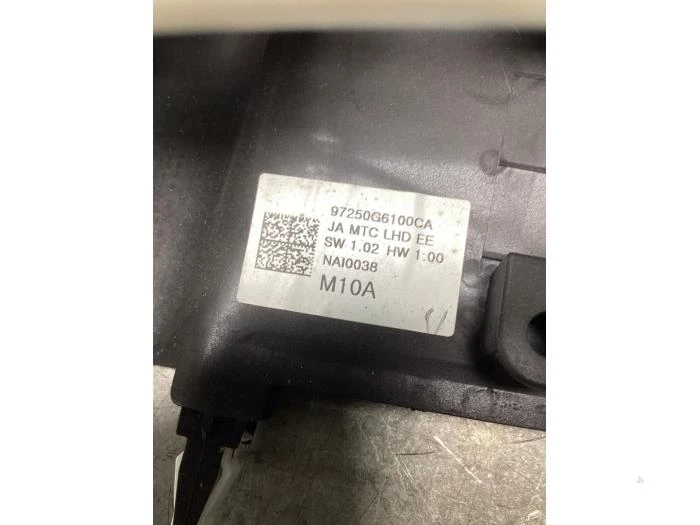 97250G6100CA
JA MTC LHD EE
SW 1.02 HW 1.00
NAI0038
M10A